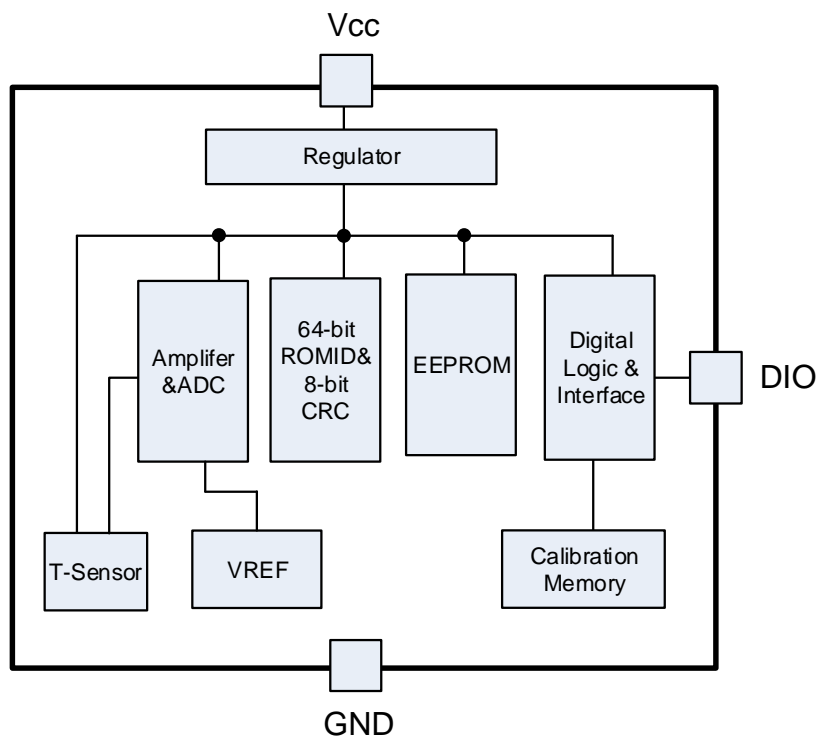 Vcc
Regulator
Amplifer
&ADC
64-bit
ROMID&
8-bit
CRC
EEPROM
Digital
Logic &
Interface
DIO
T-Sensor
VREF
Calibration
Memory
GND